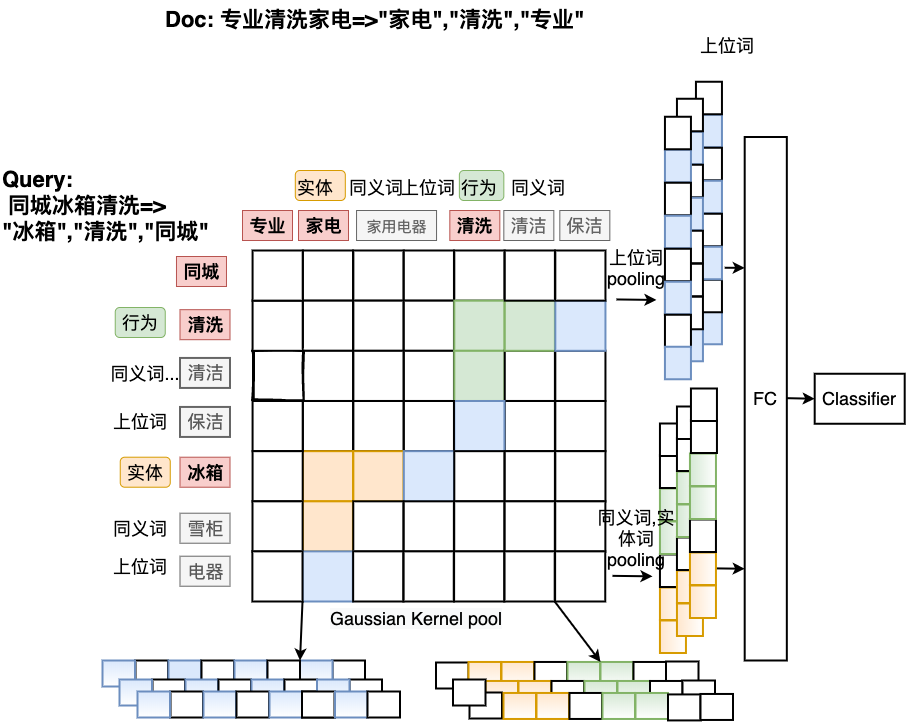 Doc: 专业清洗家电=>"家电","清洗","专业"
上位词
Query:
同城冰箱清洗=>
"冰箱","清洗","同城"
实体 同义词上位词 行为 同义词
专业 家电 家用电器 清洗 清洁 保洁
同城
上位词
pooling
行为 清洗
同义词... 清洁
上位词 保洁
FC
Classifier
实体 冰箱
同义词 雪柜
同义词,实
体词
pooling
上位词 电器
Gaussian Kernel pool